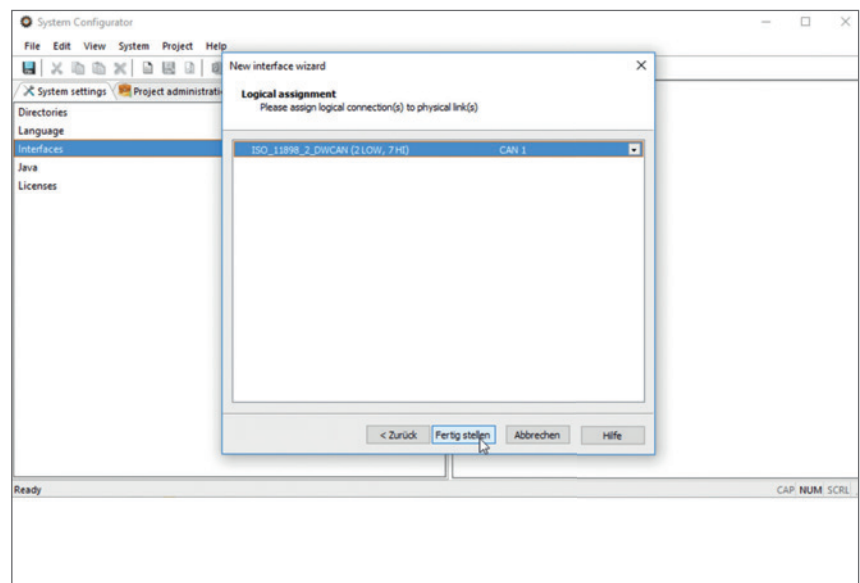 System Configurator
File Edit View System Project Help
System settings Project administrati
New interface wizard
Logical assignment
Please assign logical connection(s) to physical link(s)
Directories
Language
Interfaces
Java
Licenses
ISO_11898_2_DWCAN (2 LOW, 7 HI) CAN 1
< Zurück Fertig stellen Abbrechen Hilfe
Ready CAP NUM SCRL